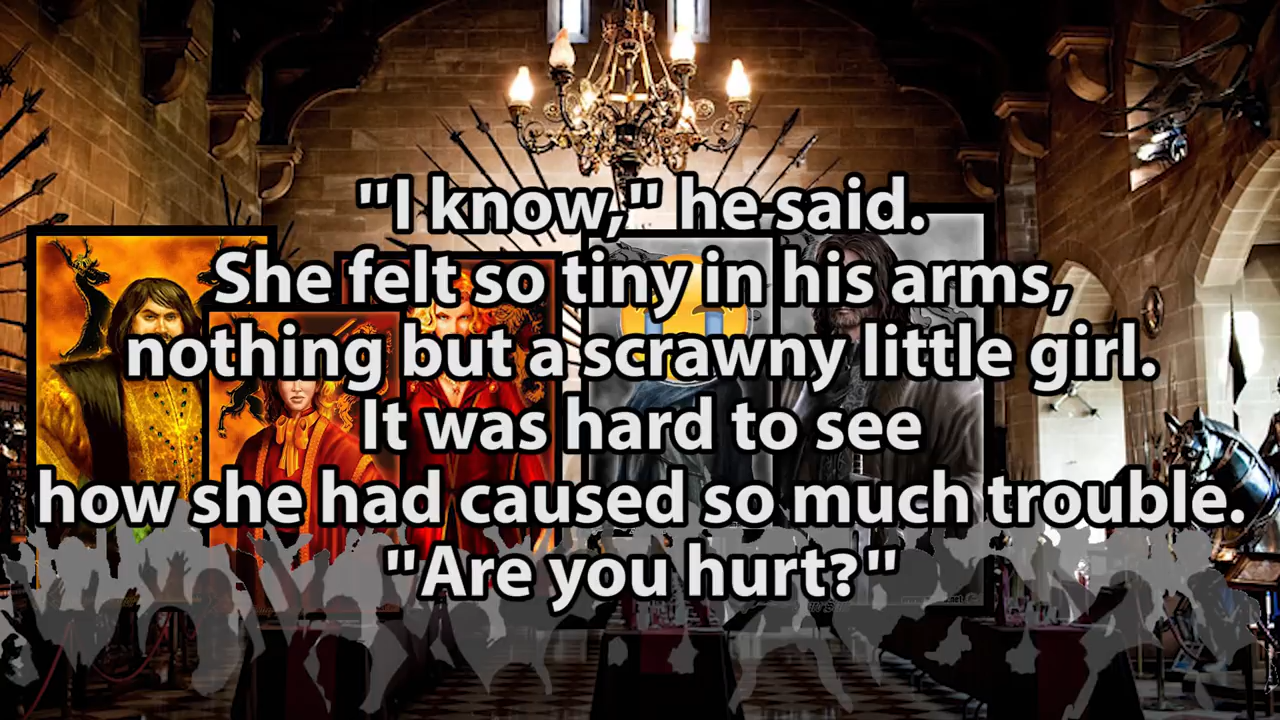 "I know," he said.
She felt so tiny in his arms,
nothing but a scrawny little girl.
It was hard to see
how she had caused so much trouble.
"Are you hurt?"